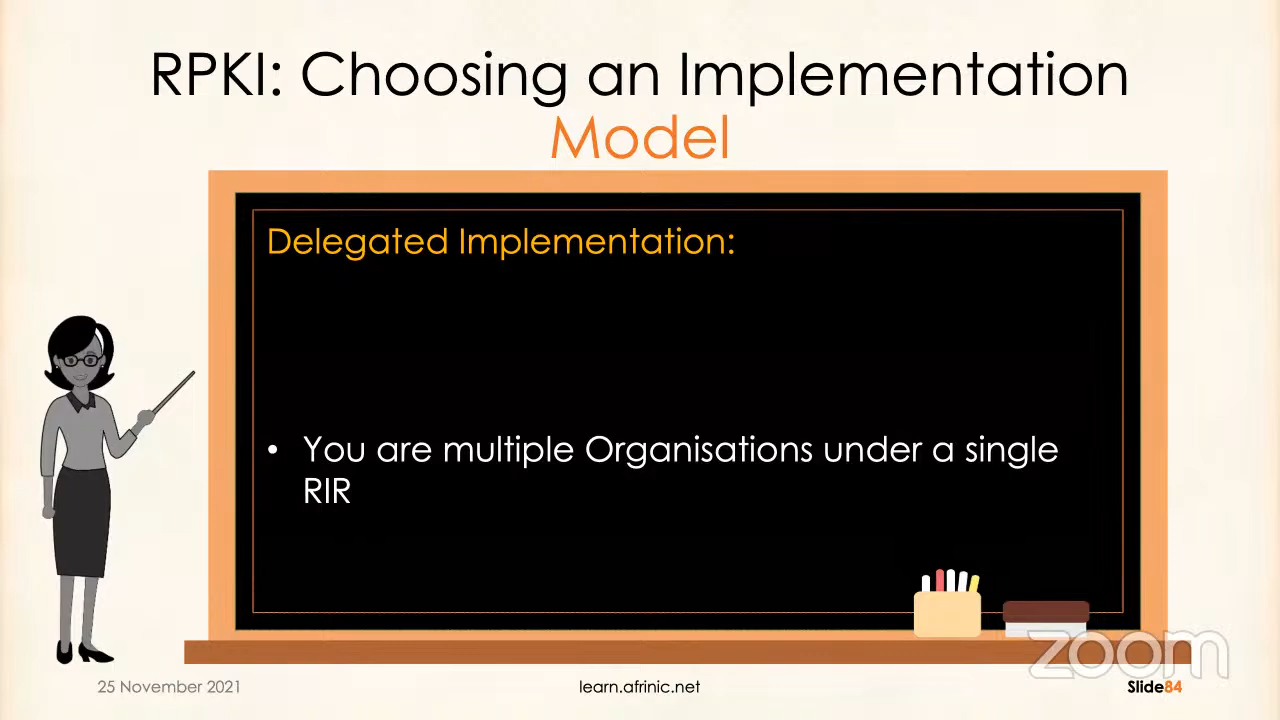 RPKI: Choosing an Implementation
Model
Delegated Implementation:
• You are multiple Organisations under a single
RIR
zoom
25 November 2021
learn.afrinic.net
Slide84